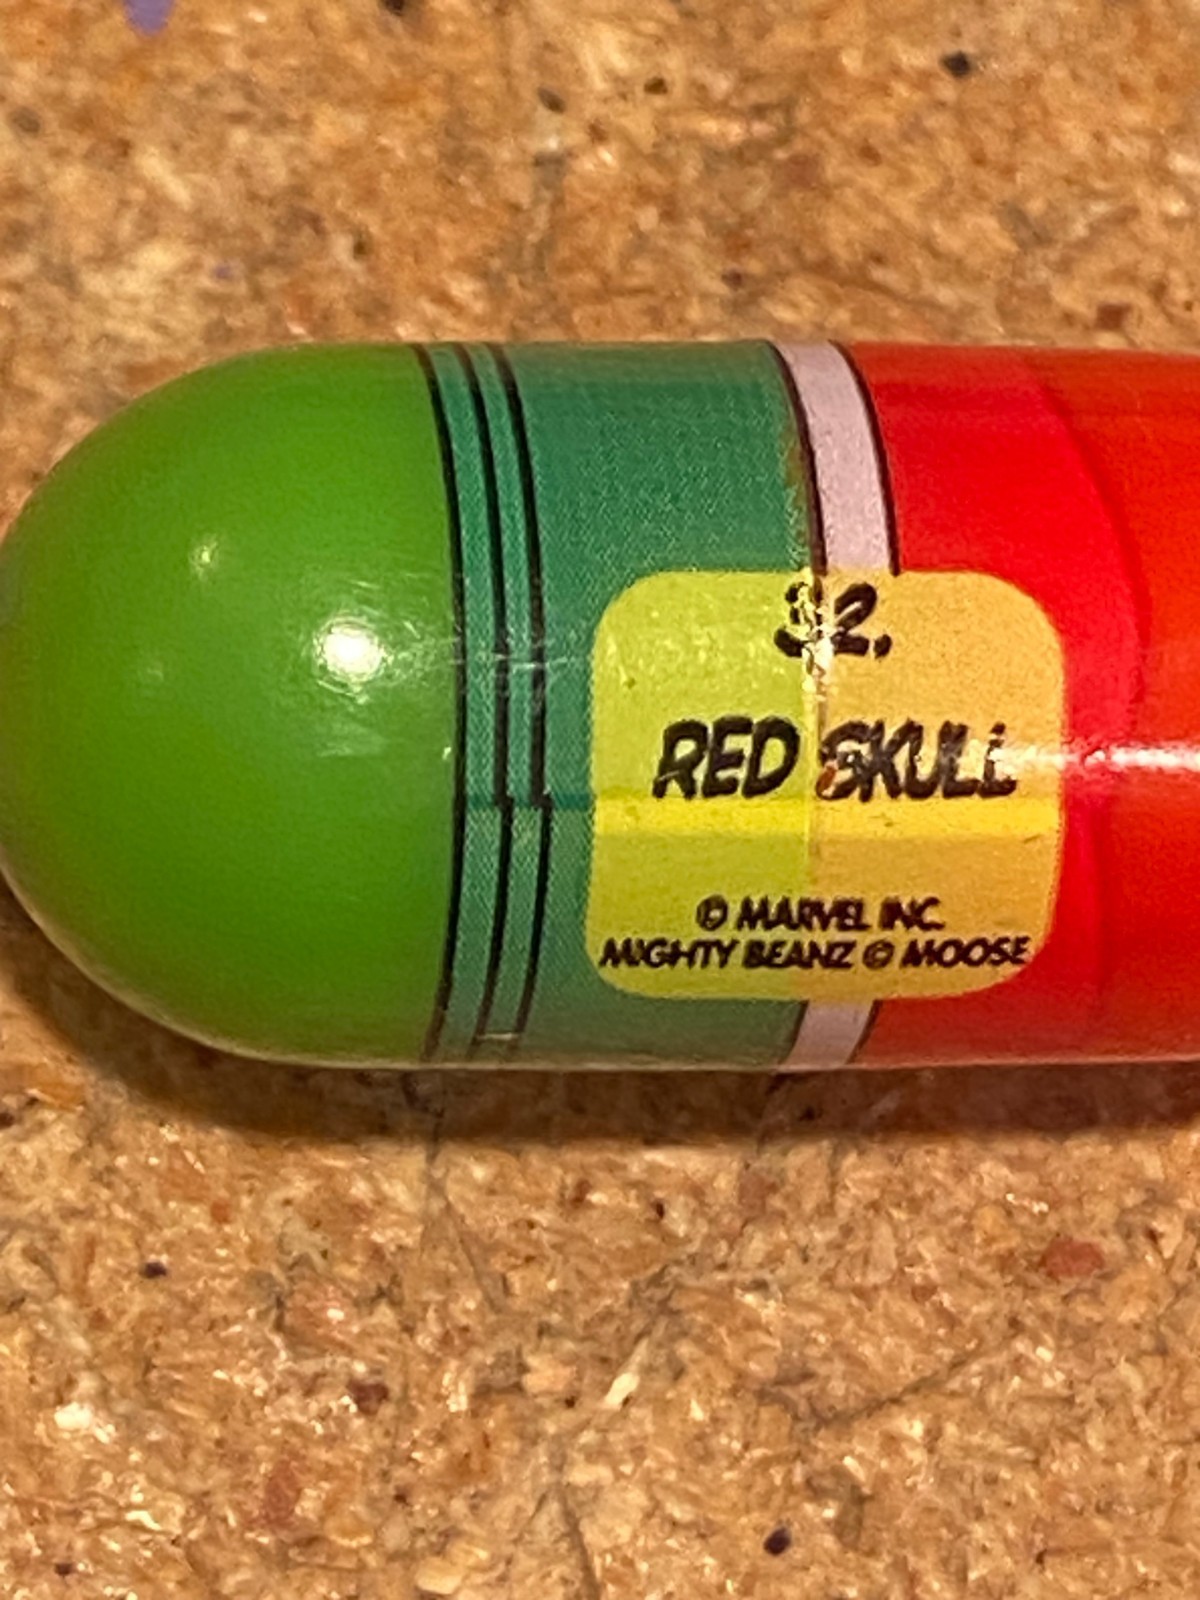 32.
RED SKULL
© MARVEL INC.
MIGHTY BEANZ © MOOSE